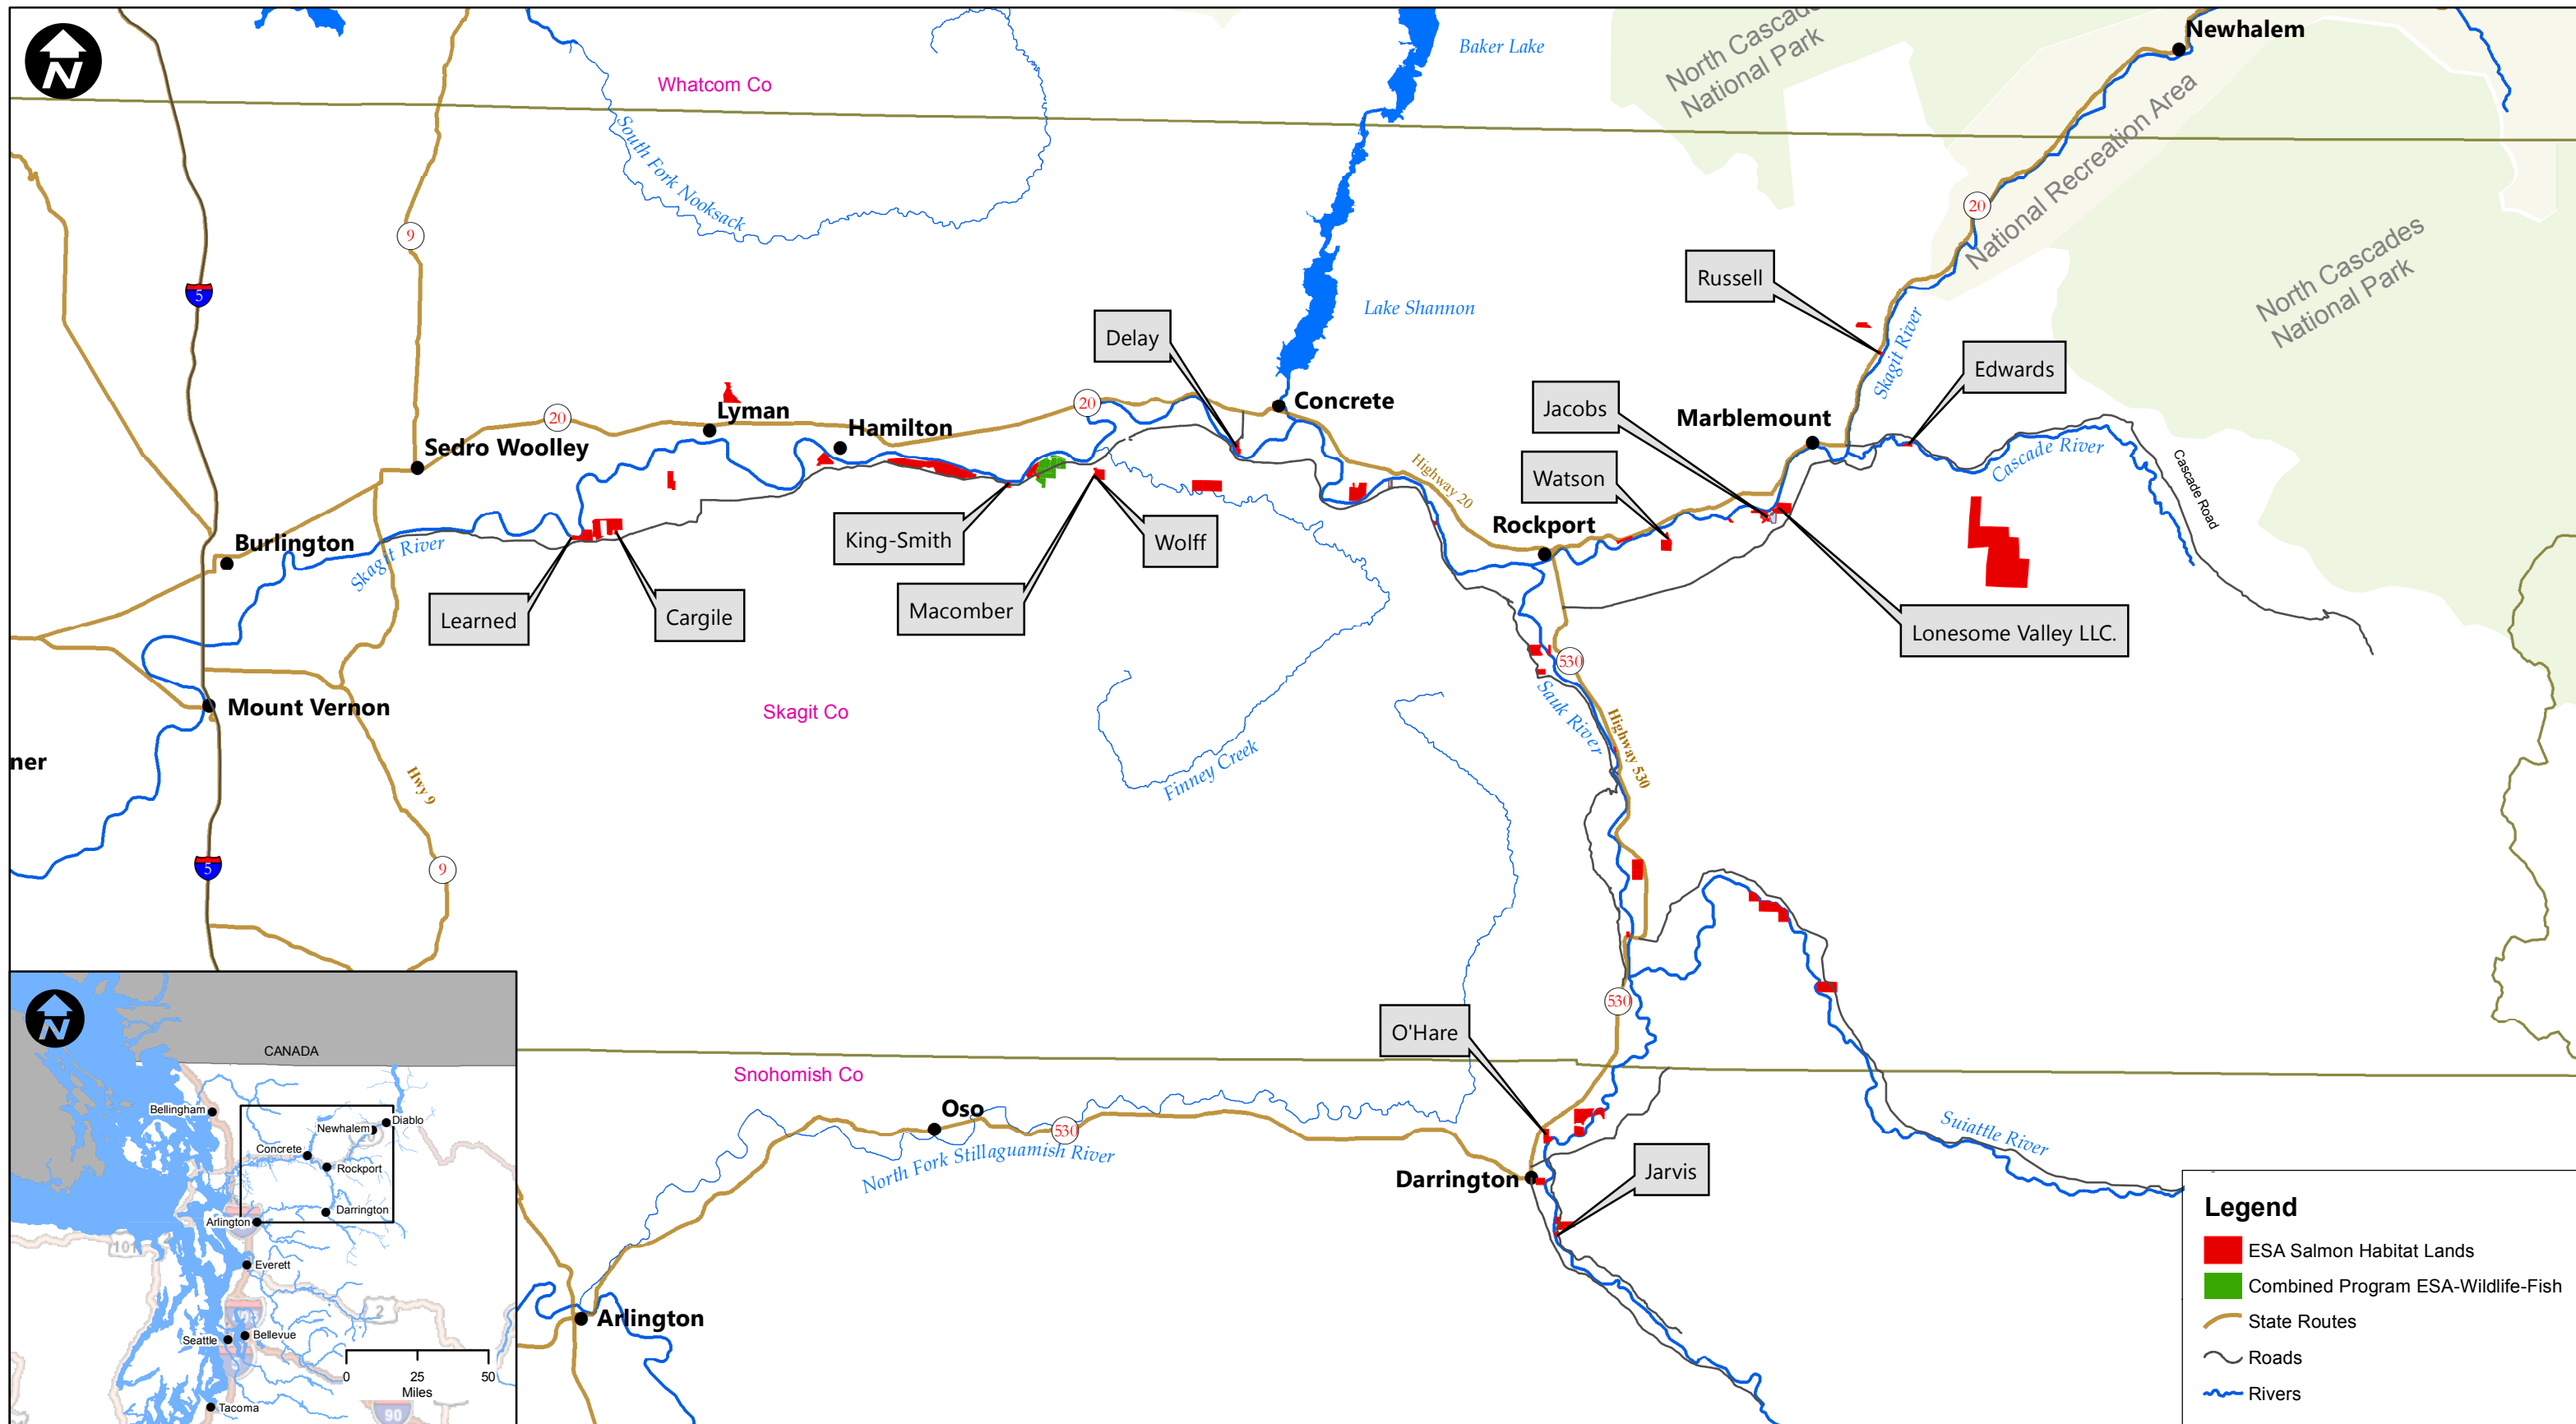 N
Whatcom Co
South Fork Nooksack
Baker Lake
North Cascades
National Park
Newhalem
National Recreation Area
20
9
5
Lake Shannon
North Cascades
National Park
Russell
Skagit River
Delay
Edwards
Jacobs
Concrete
Marblemount
Cascade River
Cascade Road
Lyman
20
20
Hamilton
Sedro Woolley
Highway 20
Watson
Rockport
King-Smith
Wolff
Burlington
Skagit River
Learned
Cargile
Macomber
Lonesome Valley LLC.
530
Mount Vernon
Skagit Co
Sauk River
Highway 530
ner
Hwy 9
Finney Creek
5
9
530
O'Hare
Snohomish Co
Oso
530
North Fork Stillaguamish River
Suiattle River
Darrington
Jarvis
Arlington
N
CANADA
Bellingham
Newhalem
Diablo
20
Concrete
Rockport
Darrington
Arlington
101
Everett
2
Seattle
Bellevue
0
25
50
Miles
Tacoma
90
Legend
ESA Salmon Habitat Lands
Combined Program ESA-Wildlife-Fish
State Routes
Roads
Rivers